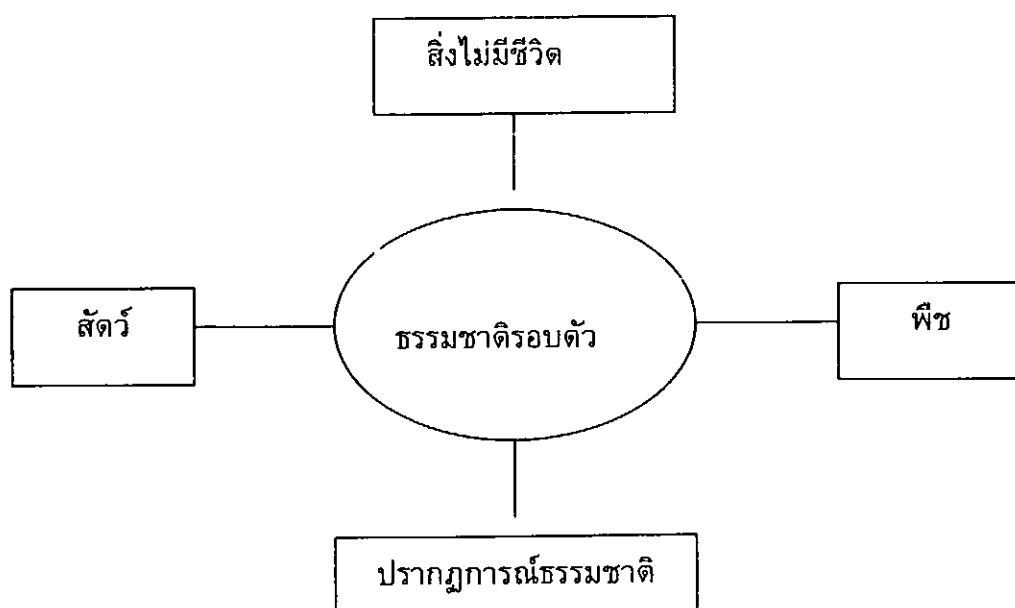 สิ่งไม่มีชีวิต
สัตว์
ธรรมชาติรอบตัว
พืช
ปรากฏการณ์ธรรมชาติ